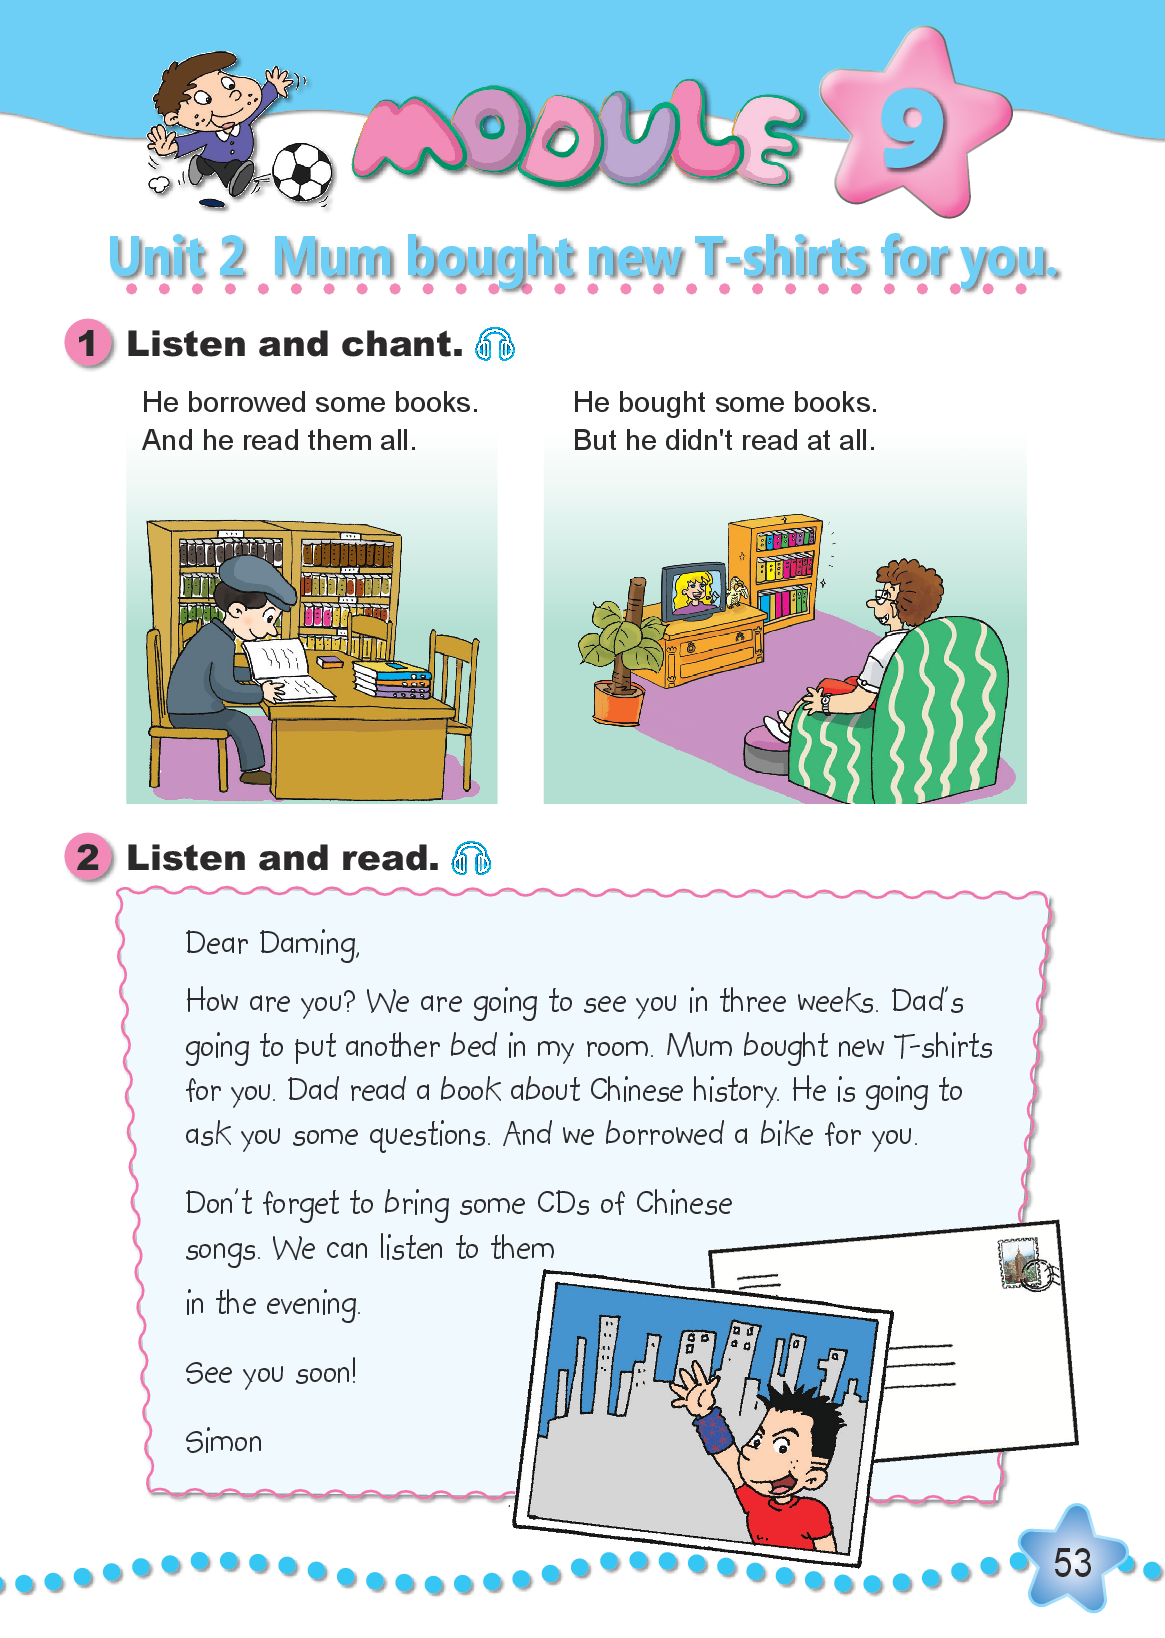 MODULE 9
Unit 2 Mum bought new T-shirts for you.
1 Listen and chant.
He borrowed some books.
And he read them all.
He bought some books.
But he didn't read at all.
2 Listen and read.
Dear Daming,
How are you? We are going to see you in three weeks. Dad's
going to put another bed in my room. Mum bought new T-shirts
for you. Dad read a book about Chinese history. He is going to
ask you some questions. And we borrowed a bike for you.
Don't forget to bring some CDs of Chinese
songs. We can listen to them
in the evening.
See you soon!
Simon
53